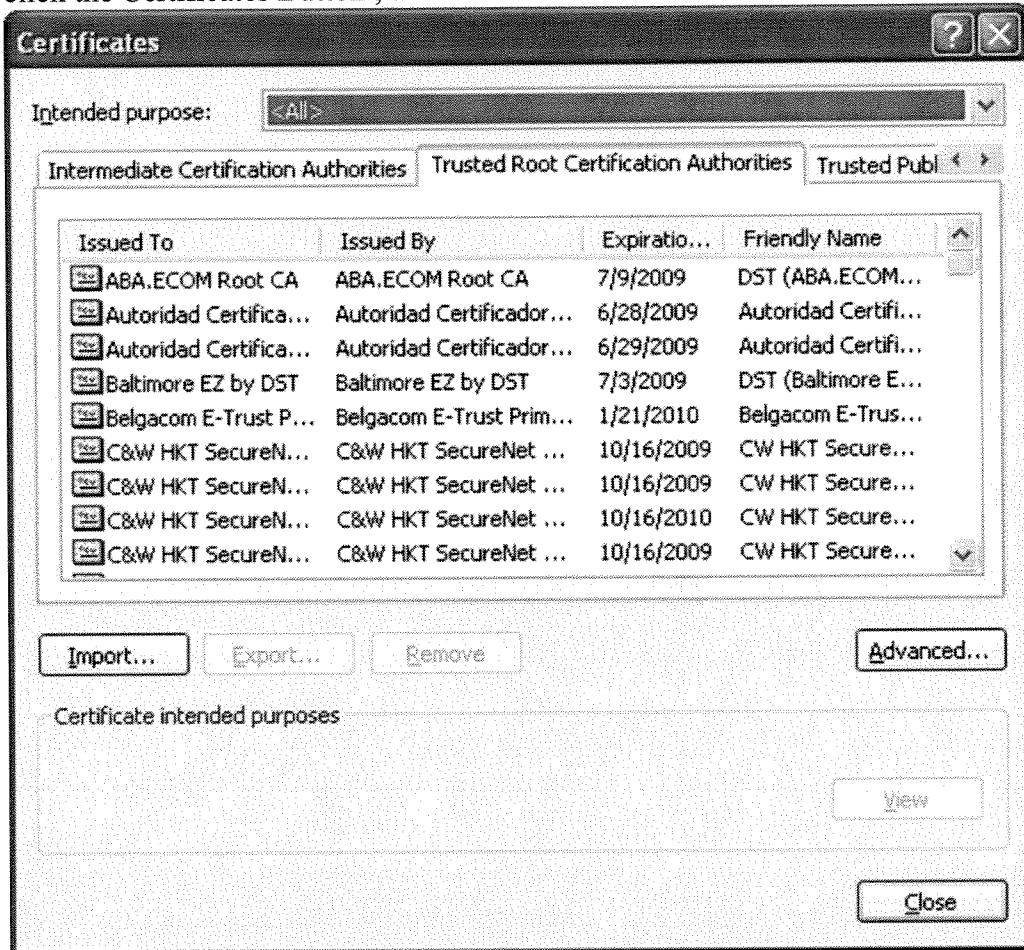 Certificates
Intended purpose: <All>
Intermediate Certification Authorities Trusted Root Certification Authorities Trusted Publ
Issued To Issued By Expiratio... Friendly Name
ABA.ECOM Root CA ABA.ECOM Root CA 7/9/2009 DST (ABA.ECOM...
Autoridad Certifica... Autoridad Certificador... 6/28/2009 Autoridad Certifi...
Autoridad Certifica... Autoridad Certificador... 6/29/2009 Autoridad Certifi...
Baltimore EZ by DST Baltimore EZ by DST 7/3/2009 DST (Baltimore E...
Belgacom E-Trust P... Belgacom E-Trust Prim... 1/21/2010 Belgacom E-Trus...
C&W HKT SecureN... C&W HKT SecureNet ... 10/16/2009 CW HKT Secure...
C&W HKT SecureN... C&W HKT SecureNet ... 10/16/2009 CW HKT Secure...
C&W HKT SecureN... C&W HKT SecureNet ... 10/16/2010 CW HKT Secure...
C&W HKT SecureN... C&W HKT SecureNet ... 10/16/2009 CW HKT Secure...
Import... Export... Remove Advanced...
Certificate intended purposes
View
Close